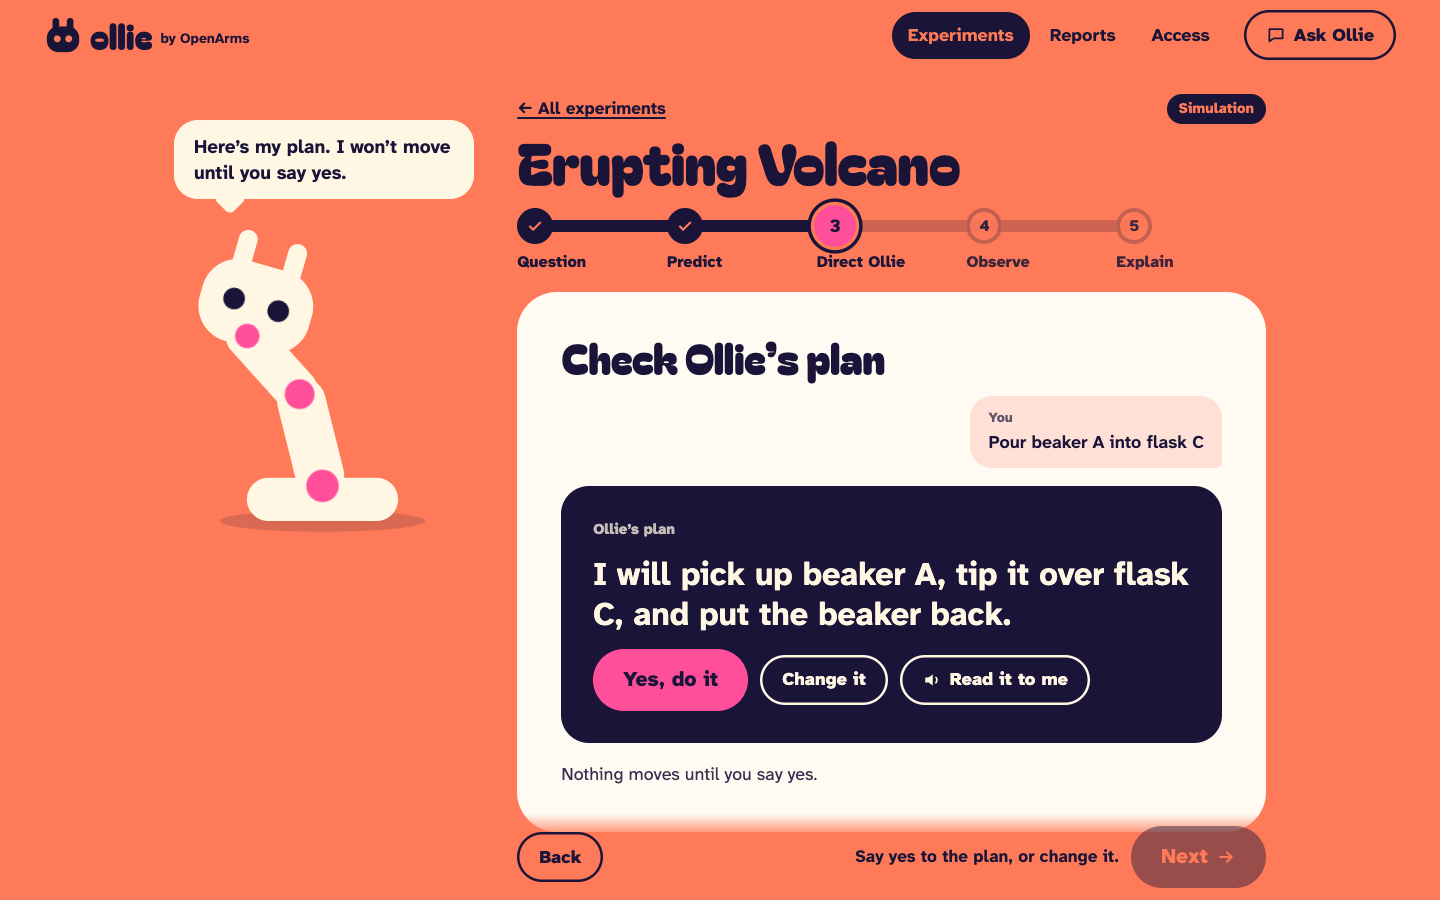 ollie by OpenArms
Experiments
Reports
Access
Ask Ollie
Here’s my plan. I won’t move
until you say yes.
← All experiments
Simulation
Erupting Volcano
3
4
5
Question
Predict
Direct Ollie
Observe
Explain
Check Ollie’s plan
You
Pour beaker A into flask C
Ollie’s plan
I will pick up beaker A, tip it over flask
C, and put the beaker back.
Yes, do it
Change it
Read it to me
Nothing moves until you say yes.
Back
Say yes to the plan, or change it.
Next →